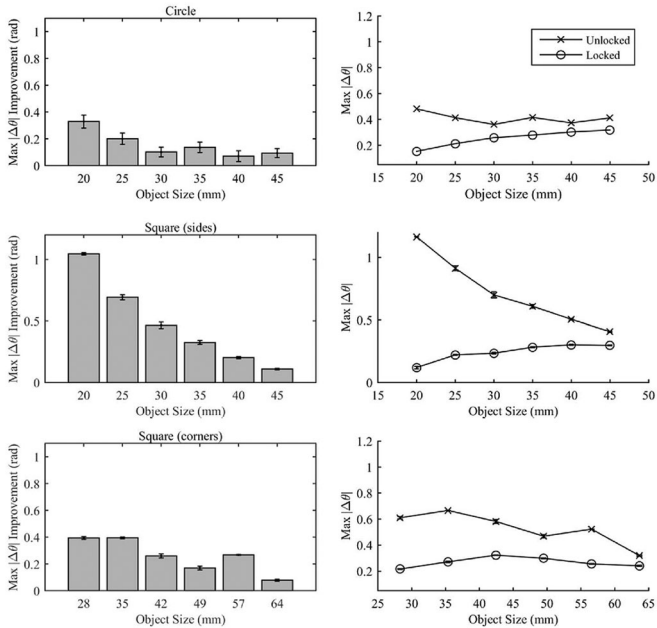 Circle
Max |Δθ| Improvement (rad)
1
0.8
0.6
0.4
0.2
0
20 25 30 35 40 45
Object Size (mm)
Max |Δθ|
1.2
1
0.8
0.6
0.4
0.2
15 20 25 30 35 40 45 50
Object Size (mm)
Unlocked
Locked
Square (sides)
Max |Δθ| Improvement (rad)
1
0.5
0
20 25 30 35 40 45
Object Size (mm)
Max |Δθ|
1
0.5
0
15 20 25 30 35 40 45 50
Object Size (mm)
Square (corners)
Max |Δθ| Improvement (rad)
1
0.8
0.6
0.4
0.2
0
28 35 42 49 57 64
Object Size (mm)
Max |Δθ|
1.2
1
0.8
0.6
0.4
0.2
25 30 35 40 45 50 55 60 65
Object Size (mm)